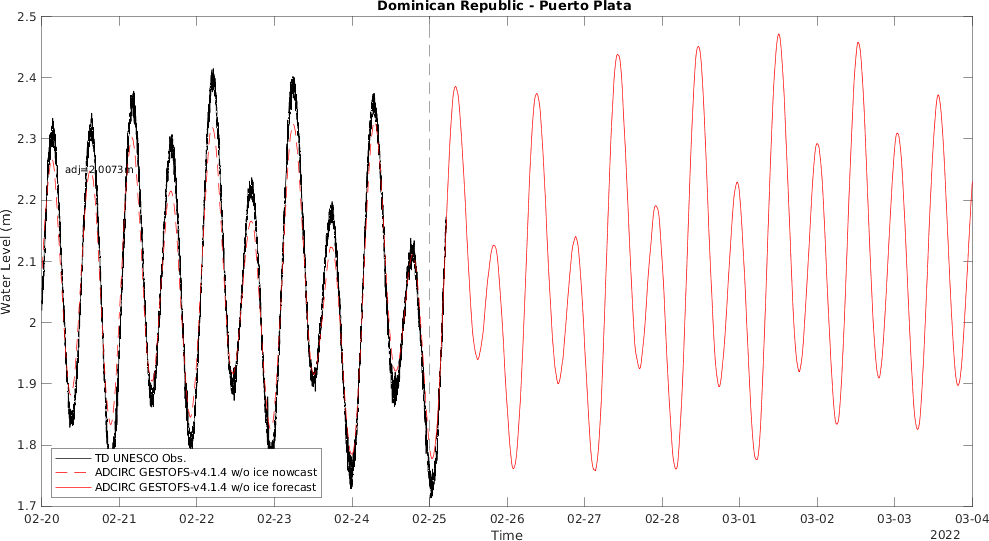 Dominican Republic - Puerto Plata
Water Level (m)
2.5
2.4
2.3
2.2
2.1
2
1.9
1.8
1.7
adj=2.0073m
TD UNESCO Obs.
ADCIRC GESTOFS-v4.1.4 w/o ice nowcast
ADCIRC GESTOFS-v4.1.4 w/o ice forecast
02-20 02-21 02-22 02-23 02-24 02-25 02-26 02-27 02-28 03-01 03-02 03-03 03-04
Time
2022